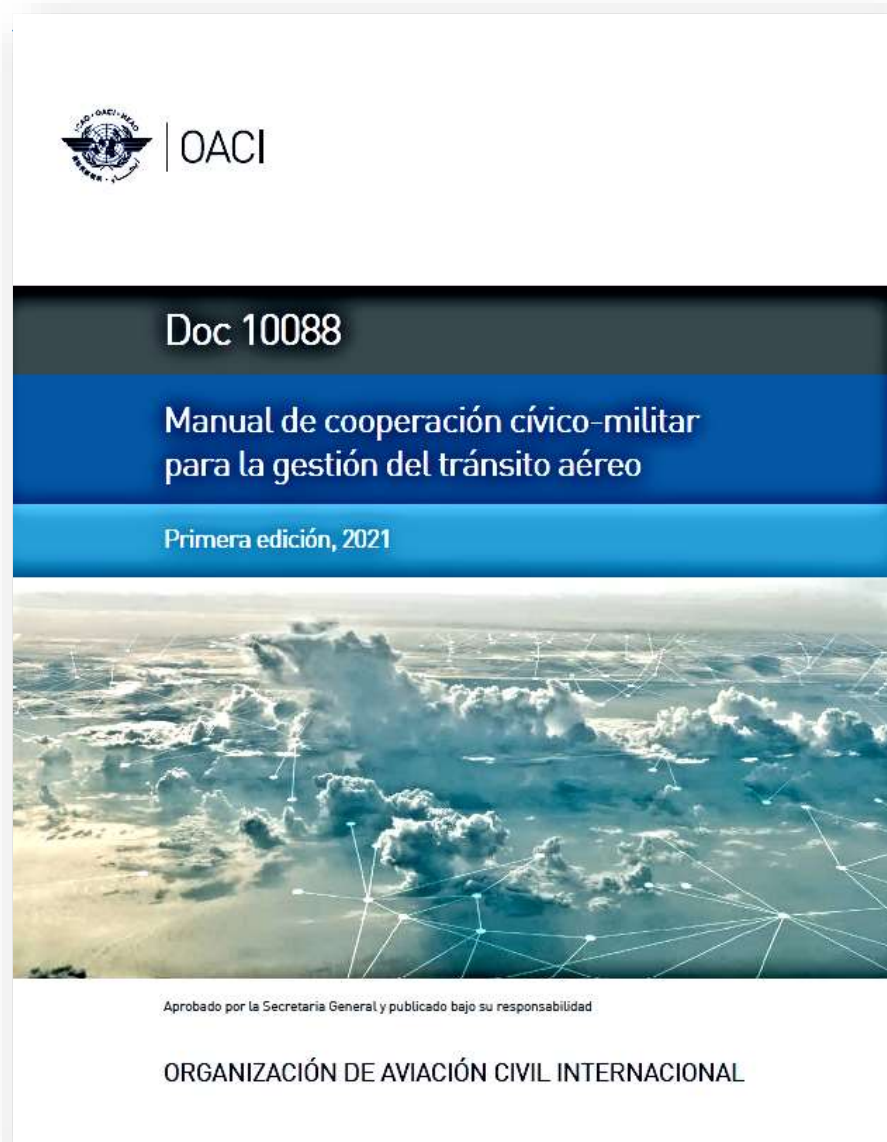 OACI
Doc 10088
Manual de cooperación cívico-militar
para la gestión del tránsito aéreo
Primera edición, 2021
Aprobado por la Secretaria General y publicado bajo su responsabilidad
ORGANIZACIÓN DE AVIACIÓN CIVIL INTERNACIONAL